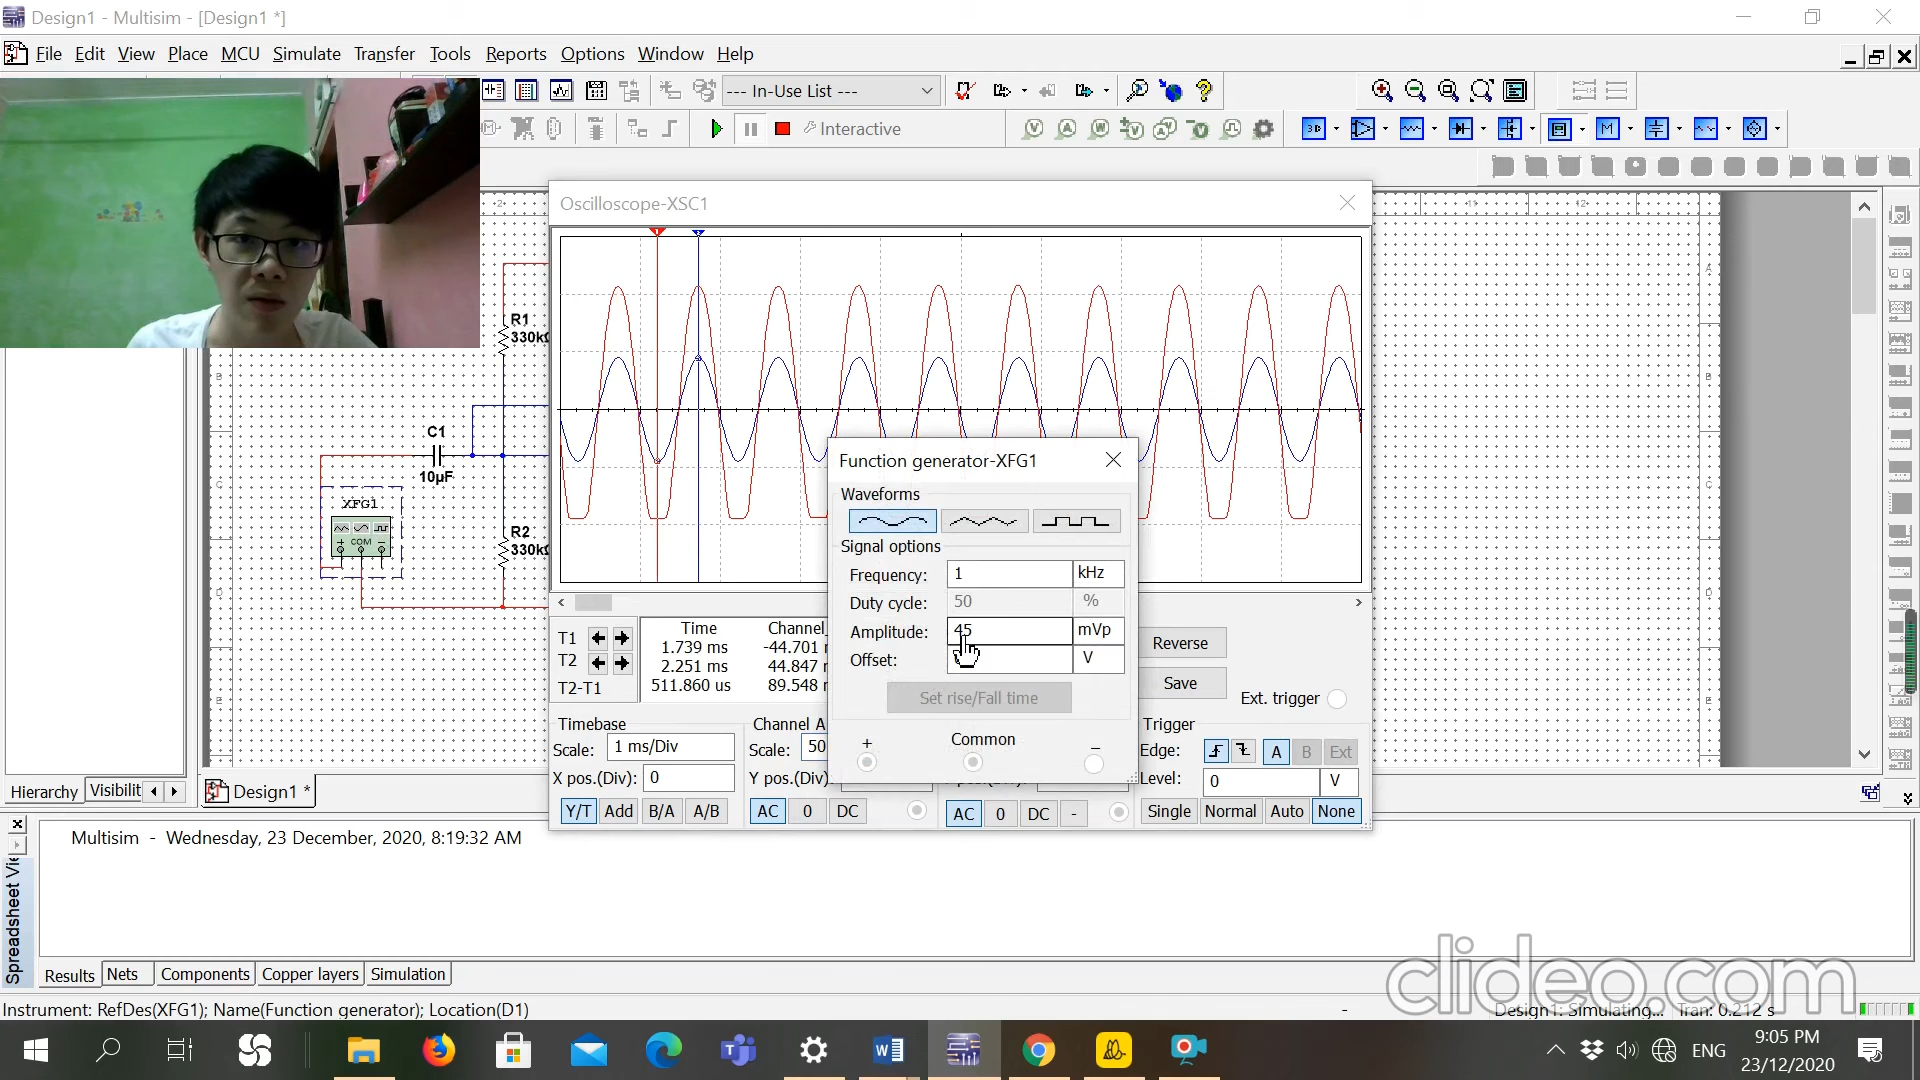 Design1 - Multisim - [Design1 *]
File Edit View Place MCU Simulate Transfer Tools Reports Options Window Help
--- In-Use List ---
Interactive
Oscilloscope-XSC1
R1
330kΩ
C1
10µF
XFG1
COM
R2
330kΩ
Function generator-XFG1
Waveforms
Signal options
Frequency: 1 kHz
Duty cycle: 50 %
Amplitude: 45 mVp
Offset: V
Set rise/Fall time
+ Common –
T1
T2
T2-T1
Time Channel_
1.739 ms -44.701
2.251 ms 44.847
511.860 us 89.548
Reverse
Save
Ext. trigger
Timebase
Scale: 1 ms/Div
X pos.(Div): 0
Y/T Add B/A A/B
Channel A
Scale: 50
Y pos.(Div):
AC 0 DC
AC 0 DC -
Trigger
Edge: A B Ext
Level: 0 V
Single Normal Auto None
Hierarchy Visibilit
Design1 *
Multisim - Wednesday, 23 December, 2020, 8:19:32 AM
Spreadsheet Vie
Results Nets Components Copper layers Simulation
clideo.com
Instrument: RefDes(XFG1); Name(Function generator); Location(D1)
-
Design1: Simulating... Tran: 0.212 s
ENG
9:05 PM
23/12/2020